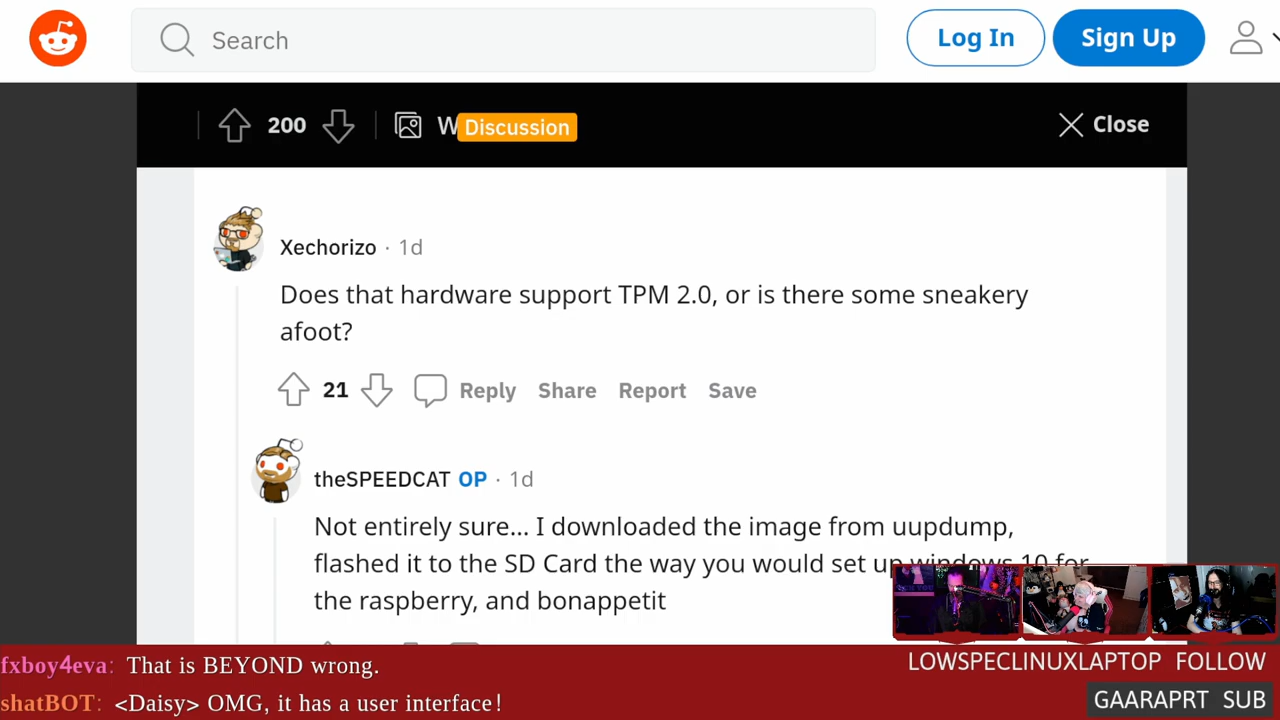 Search
Log In
Sign Up
200
W
Discussion
Close
Xechorizo · 1d
Does that hardware support TPM 2.0, or is there some sneakery
afoot?
21
Reply Share Report Save
theSPEEDCAT OP · 1d
Not entirely sure... I downloaded the image from uupdump,
flashed it to the SD Card the way you would set up windows 10 for
the raspberry, and bonappetit
fxboy4eva: That is BEYOND wrong.
LOWSPECLINUXLAPTOP FOLLOW
shatBOT: <Daisy> OMG, it has a user interface!
GAARAPRT SUB